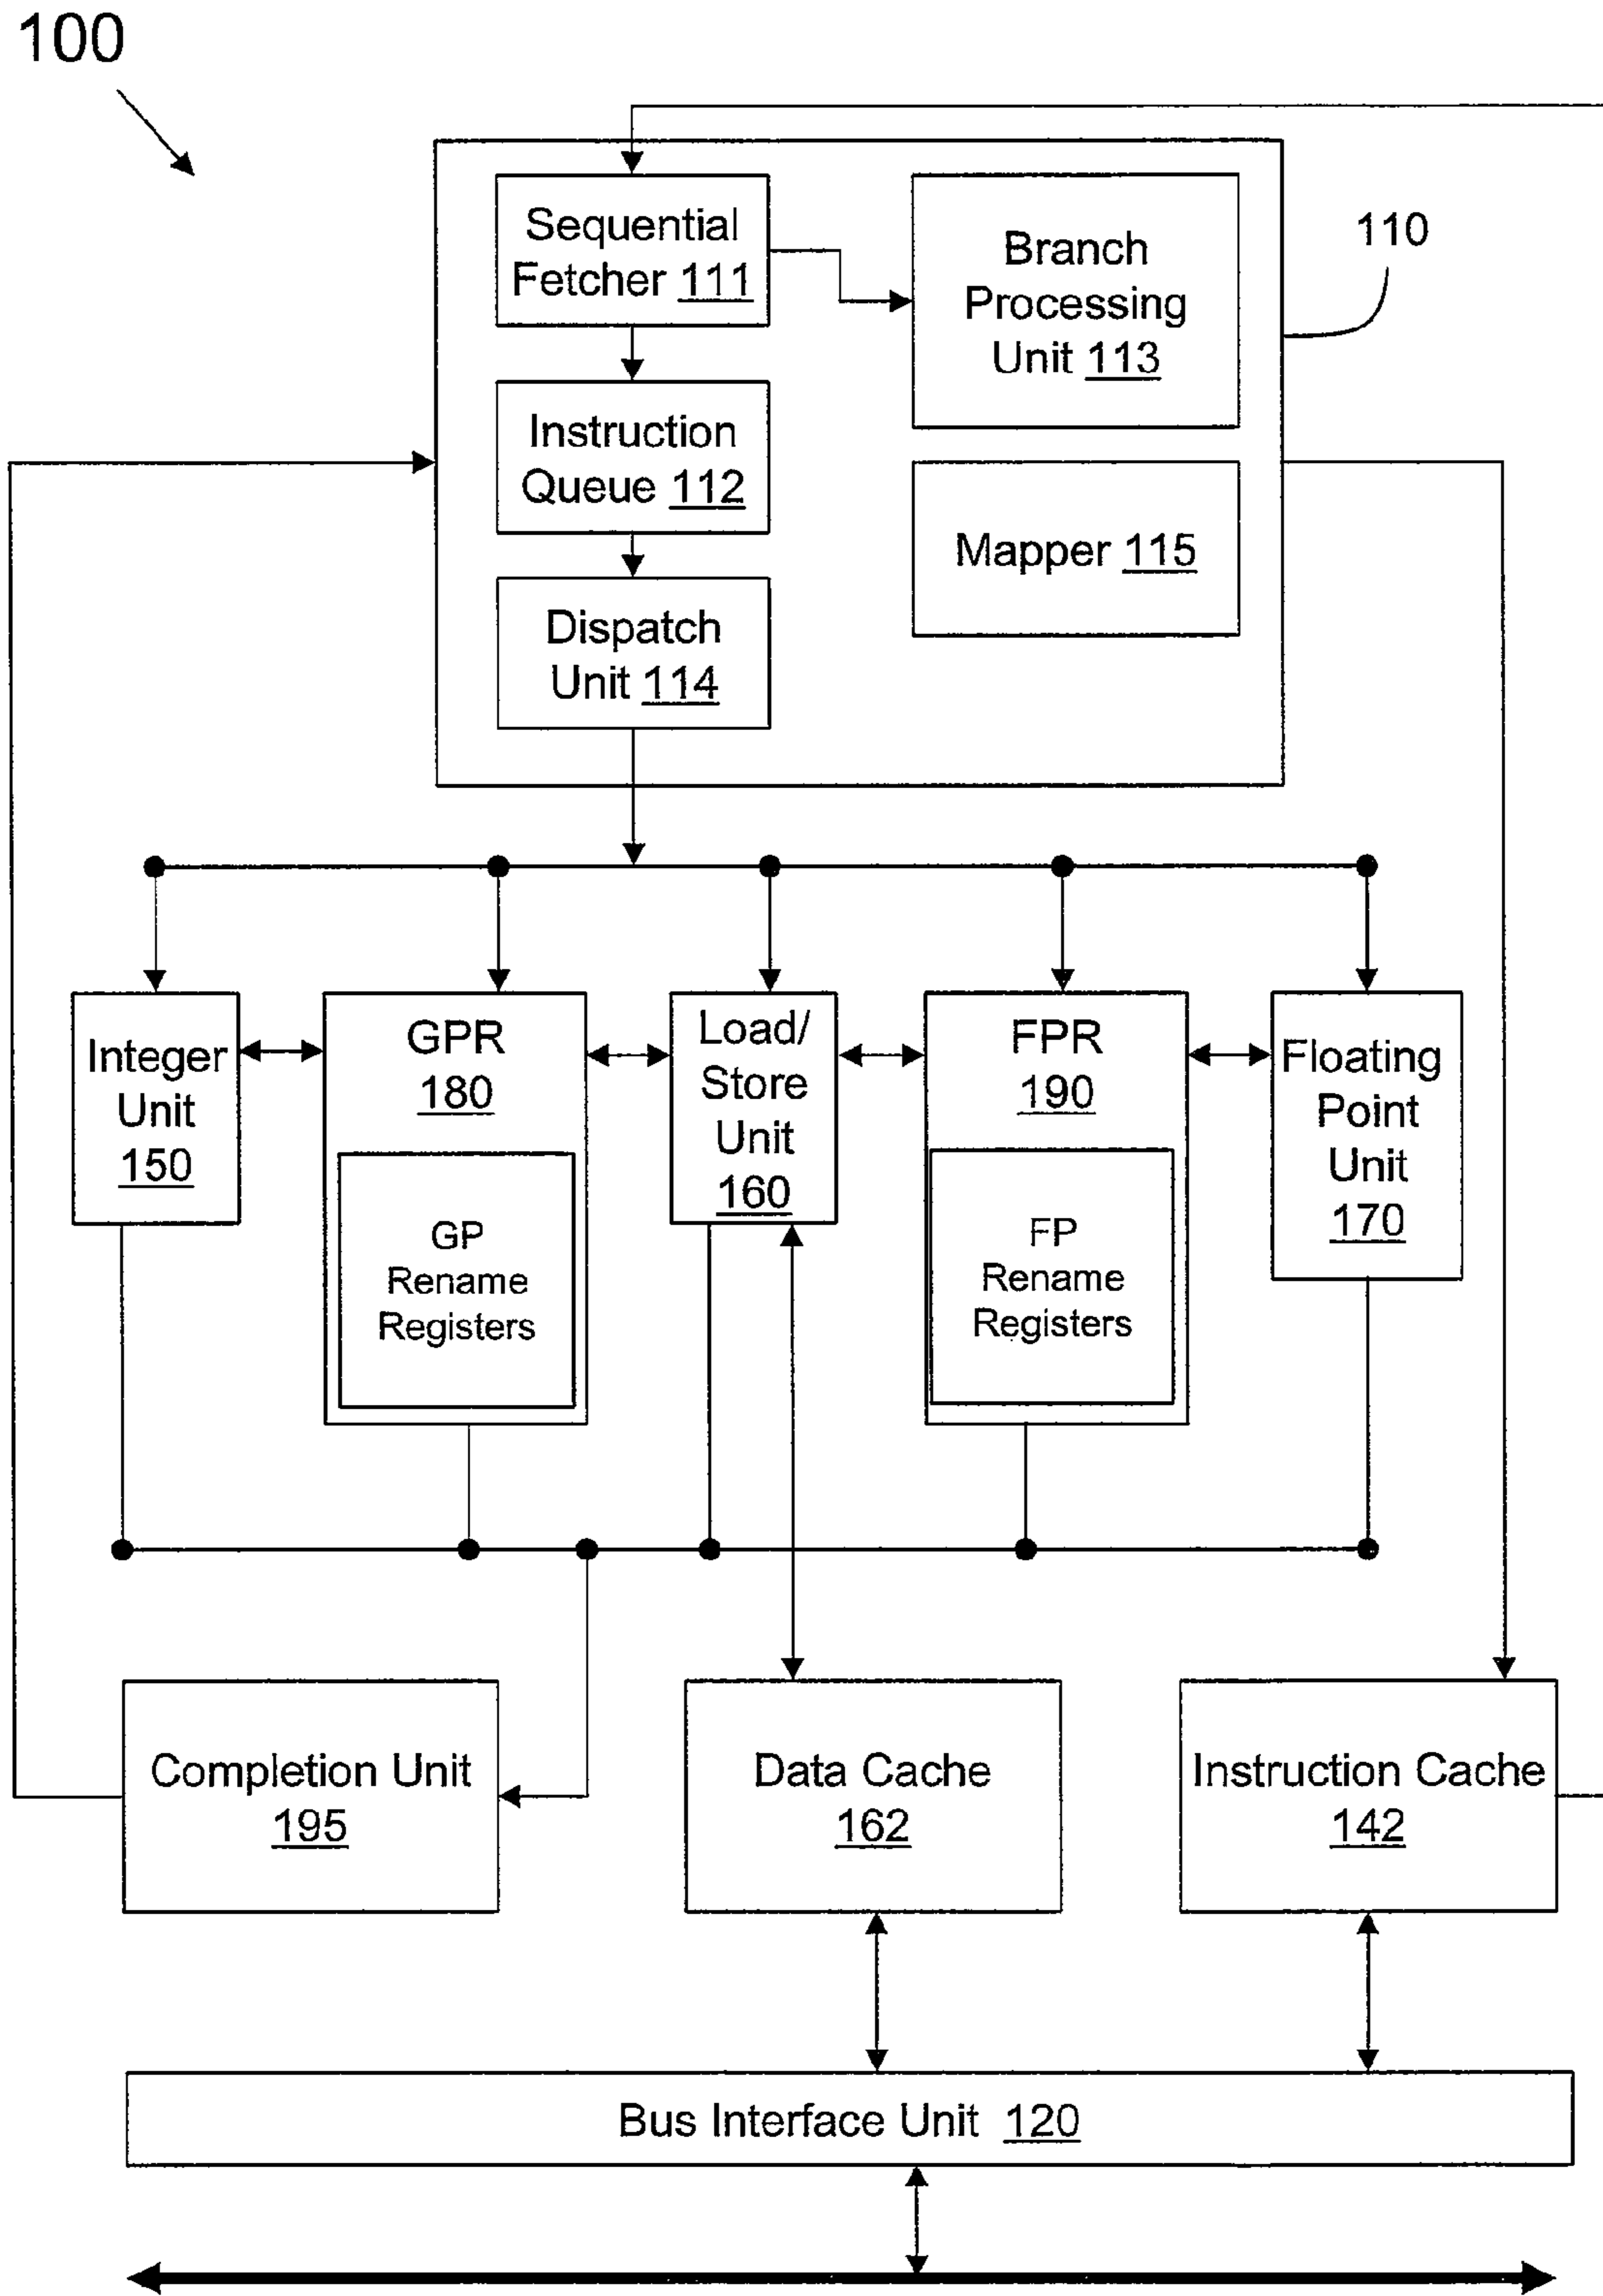 100
Sequential
Fetcher 111
Branch
Processing
Unit 113
110
Instruction
Queue 112
Mapper 115
Dispatch
Unit 114
Integer
Unit
150
GPR
180
GP
Rename
Registers
Load/
Store
Unit
160
FPR
190
FP
Rename
Registers
Floating
Point
Unit
170
Completion Unit
195
Data Cache
162
Instruction Cache
142
Bus Interface Unit 120